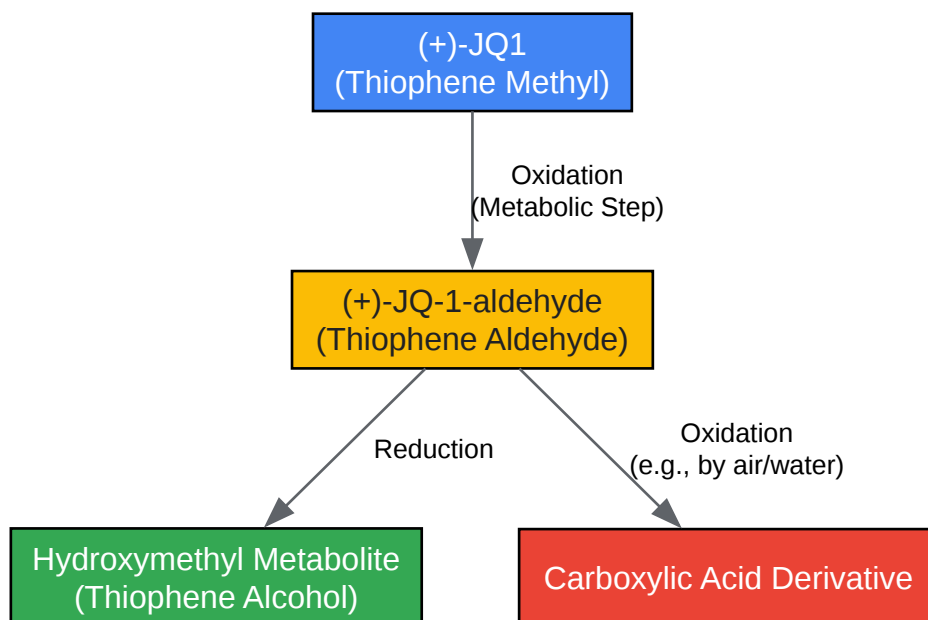 (+)-JQ1
(Thiophene Methyl)
Oxidation
(Metabolic Step)
(+)-JQ-1-aldehyde
(Thiophene Aldehyde)
Reduction
Oxidation
(e.g., by air/water)
Hydroxymethyl Metabolite
(Thiophene Alcohol)
Carboxylic Acid Derivative